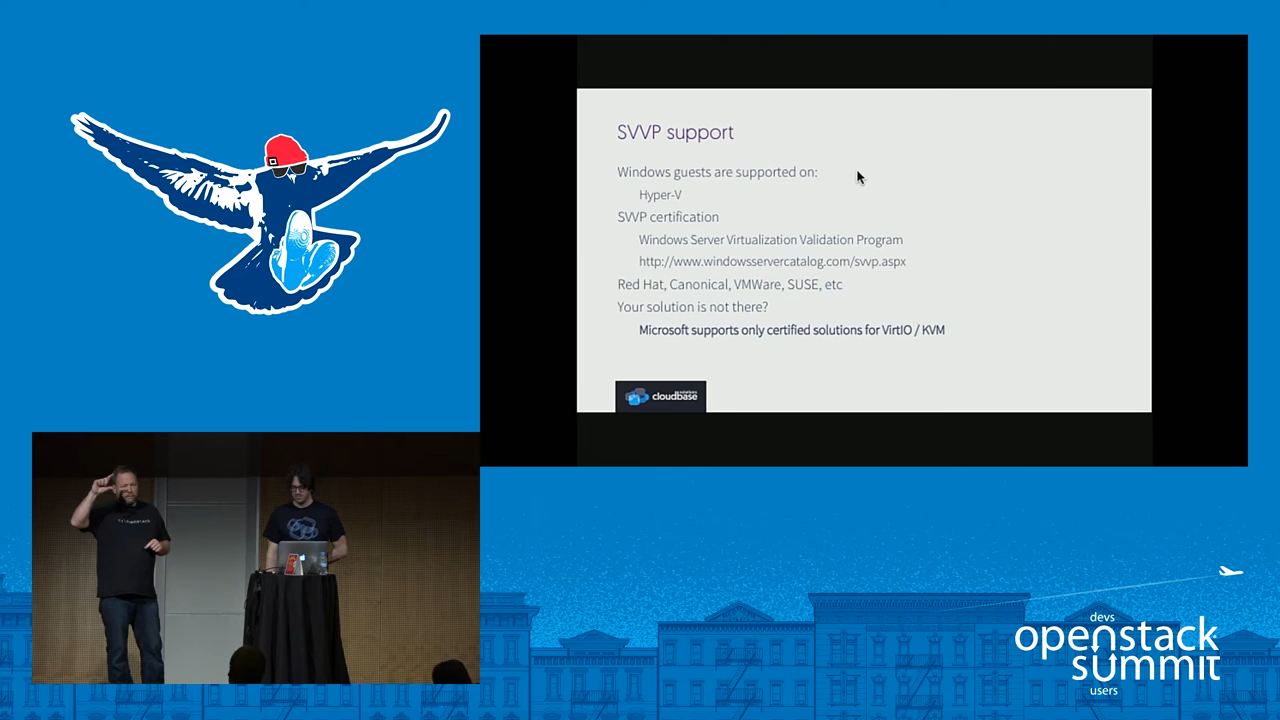 SVVP support
Windows guests are supported on:
Hyper-V
SVVP certification
Windows Server Virtualization Validation Program
http://www.windowsservercatalog.com/svvp.aspx
Red Hat, Canonical, VMWare, SUSE, etc
Your solution is not there?
Microsoft supports only certified solutions for VirtIO / KVM
cloudbase
solutions
devs
openstack
summit
users